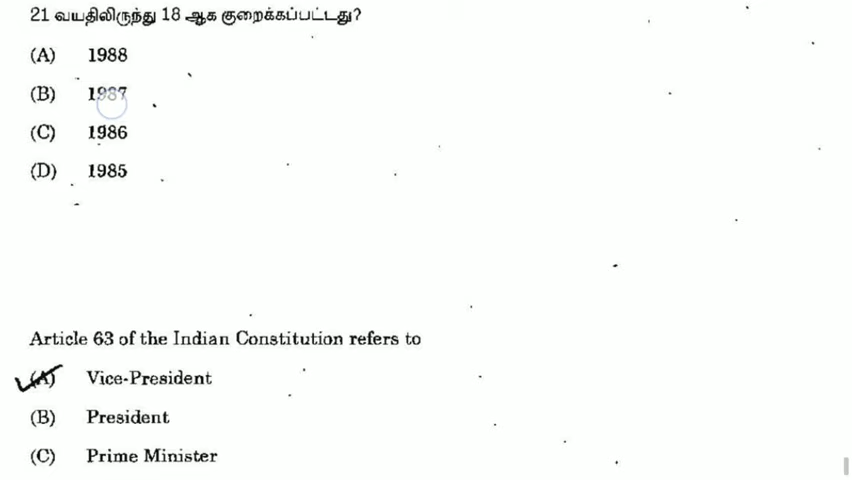 21 வயதிலிருந்து 18 ஆக குறைக்கப்பட்டது?
(A) 1988
(B) 1987
(C) 1986
(D) 1985
Article 63 of the Indian Constitution refers to
(A) Vice-President
(B) President
(C) Prime Minister